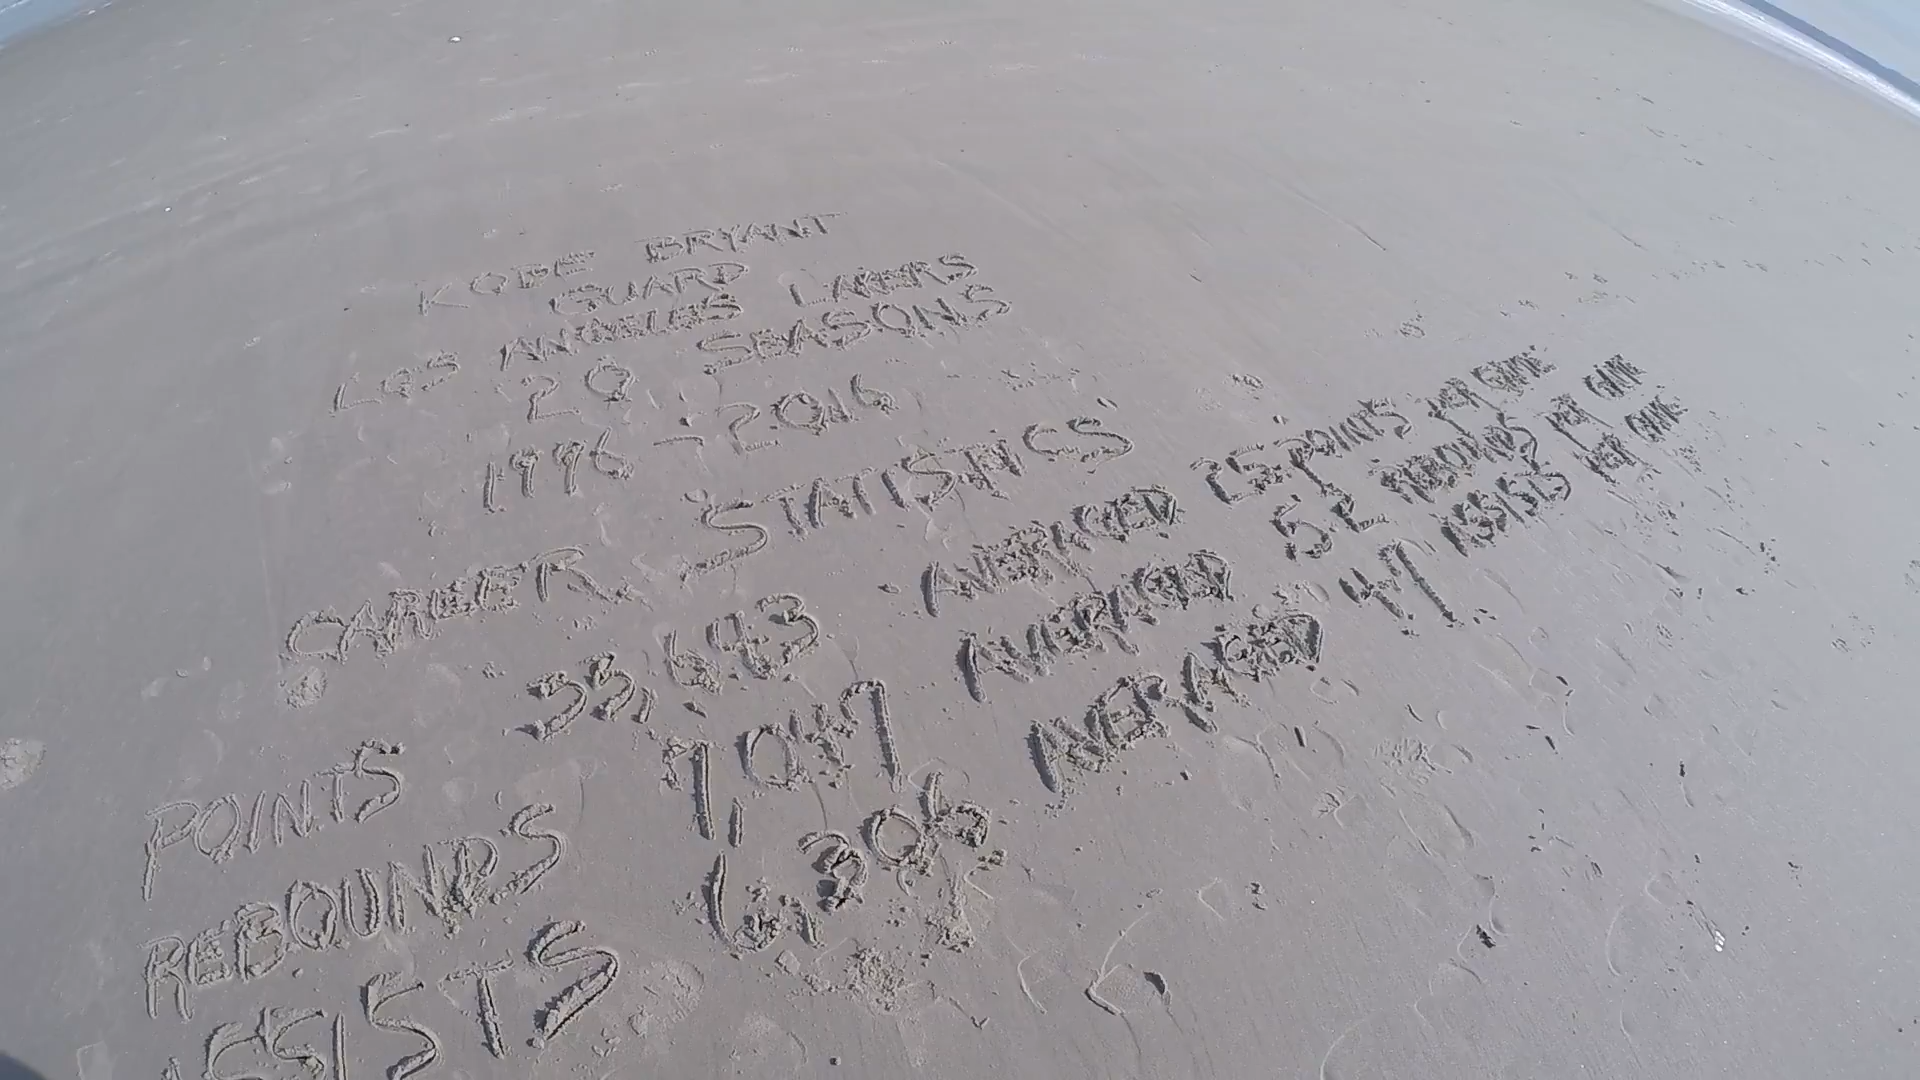 KOBE BRYANT
GUARD
LOS ANGELES LAKERS
20 SEASONS
1996-2016
CAREER STATISTICS
POINTS 33,643 AVERAGED 25 POINTS PER GAME
REBOUNDS 7,047 AVERAGED 5.2 REBOUNDS PER GAME
ASSISTS 6,306 AVERAGED 4.7 ASSISTS PER GAME